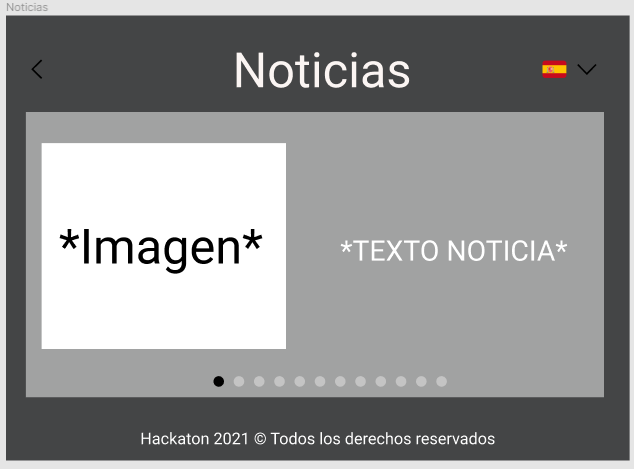 Noticias
Noticias
*Imagen*
*TEXTO NOTICIA*
Hackaton 2021 © Todos los derechos reservados